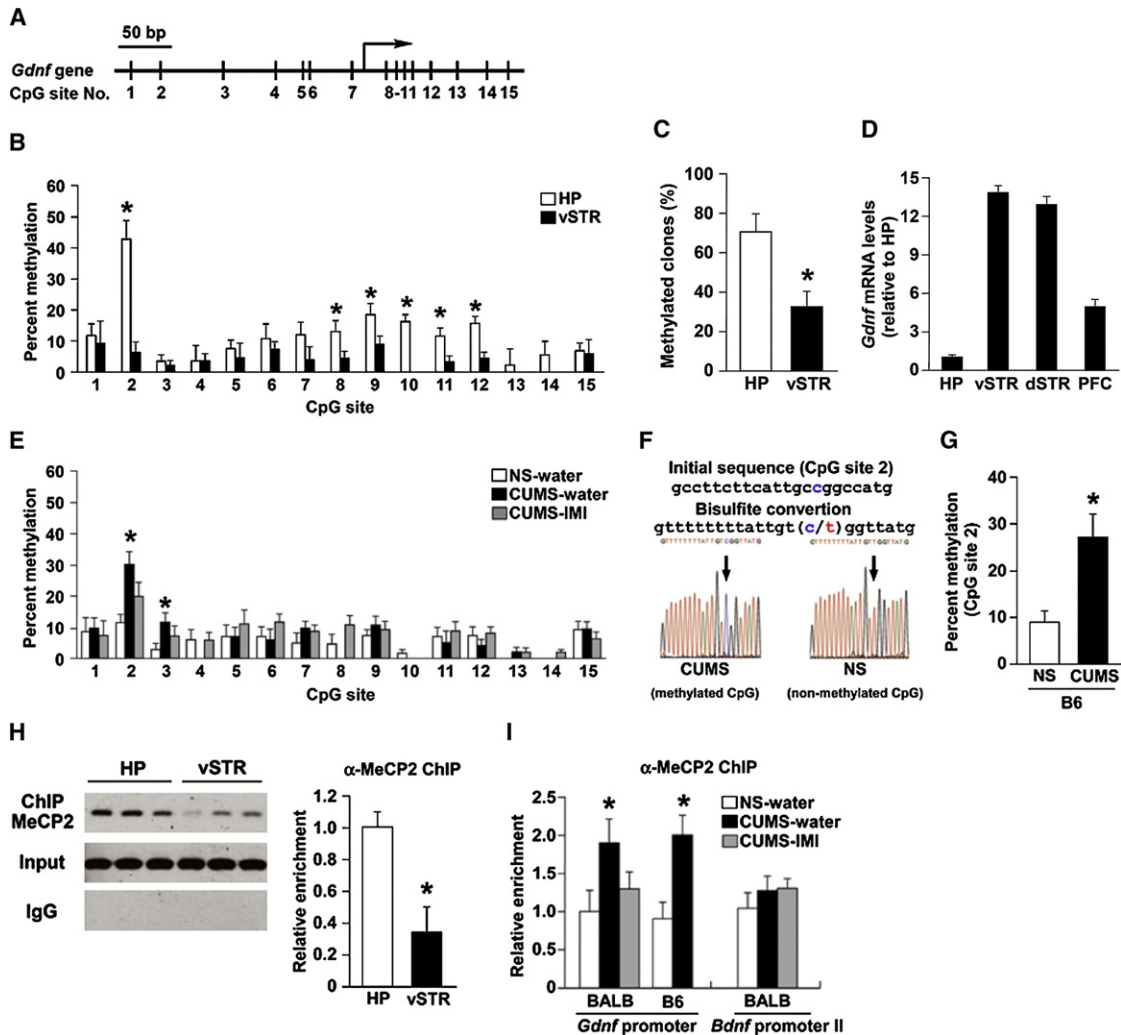 A
50 bp
Gdnf gene
CpG site No.
1 2 3 4 5 6 7 8-11 12 13 14 15
B
Percent methylation
60
50
40
30
20
10
0
HP
vSTR
* * * * * *
1 2 3 4 5 6 7 8 9 10 11 12 13 14 15
CpG site
C
Methylated clones (%)
100
80
60
40
20
0
*
HP vSTR
D
Gdnf mRNA levels
(relative to HP)
15
12
9
6
3
0
HP vSTR dSTR PFC
E
Percent methylation
60
50
40
30
20
10
0
NS-water
CUMS-water
CUMS-IMI
* *
1 2 3 4 5 6 7 8 9 10 11 12 13 14 15
CpG site
F
Initial sequence (CpG site 2)
gccttcttcattgccggccatg
Bisulfite convertion
gttttttttattgt(c/t)ggttatg
GTTTTTTTTATTGTCGGTTATG GTTTTTTTTATTGTTGGTTATG
CUMS NS
(methylated CpG) (non-methylated CpG)
G
Percent methylation
(CpG site 2)
40
30
20
10
0
*
NS CUMS
B6
H
HP vSTR
ChIP
MeCP2
Input
IgG
α-MeCP2 ChIP
Relative enrichment
1.2
1.0
0.8
0.6
0.4
0.2
0
*
HP vSTR
I
α-MeCP2 ChIP
Relative enrichment
2.5
2.0
1.5
1.0
0.5
0
NS-water
CUMS-water
CUMS-IMI
* *
BALB B6 BALB
Gdnf promoter Bdnf promoter II